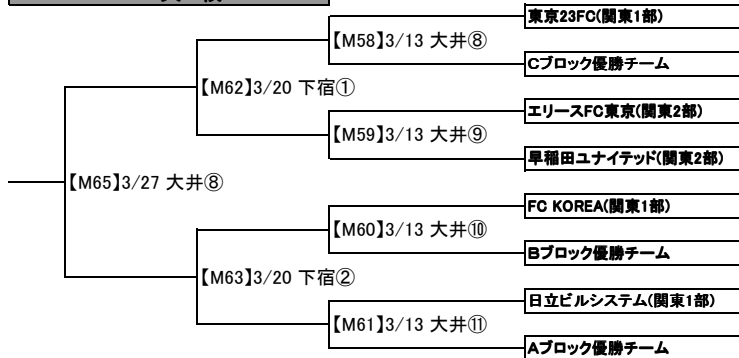 東京23FC(関東1部)
【M58】3/13 大井⑧
Cブロック優勝チーム
【M62】3/20 下宿①
エリースFC東京(関東2部)
【M59】3/13 大井⑨
早稲田ユナイテッド(関東2部)
【M65】3/27 大井⑧
FC KOREA(関東1部)
【M60】3/13 大井⑩
Bブロック優勝チーム
【M63】3/20 下宿②
日立ビルシステム(関東1部)
【M61】3/13 大井⑪
Aブロック優勝チーム